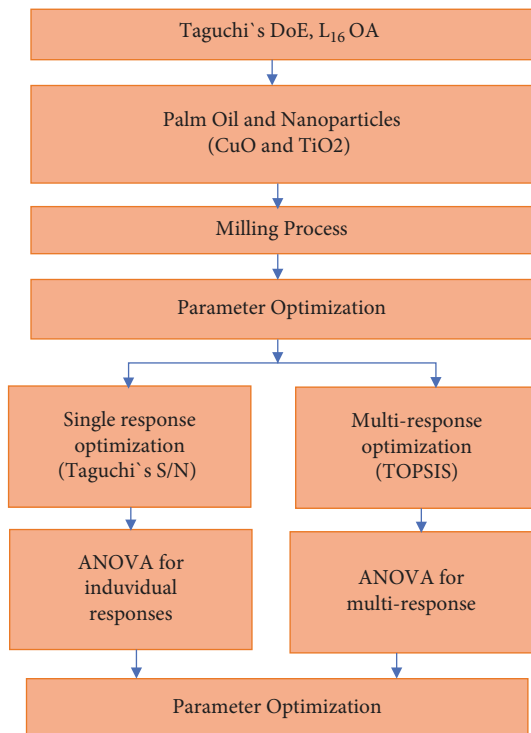 Taguchi`s DoE, L₁₆ OA
Palm Oil and Nanoparticles
(CuO and TiO2)
Milling Process
Parameter Optimization
Single response
optimization
(Taguchi`s S/N)
Multi-response
optimization
(TOPSIS)
ANOVA for
induvidual
responses
ANOVA for
multi-response
Parameter Optimization